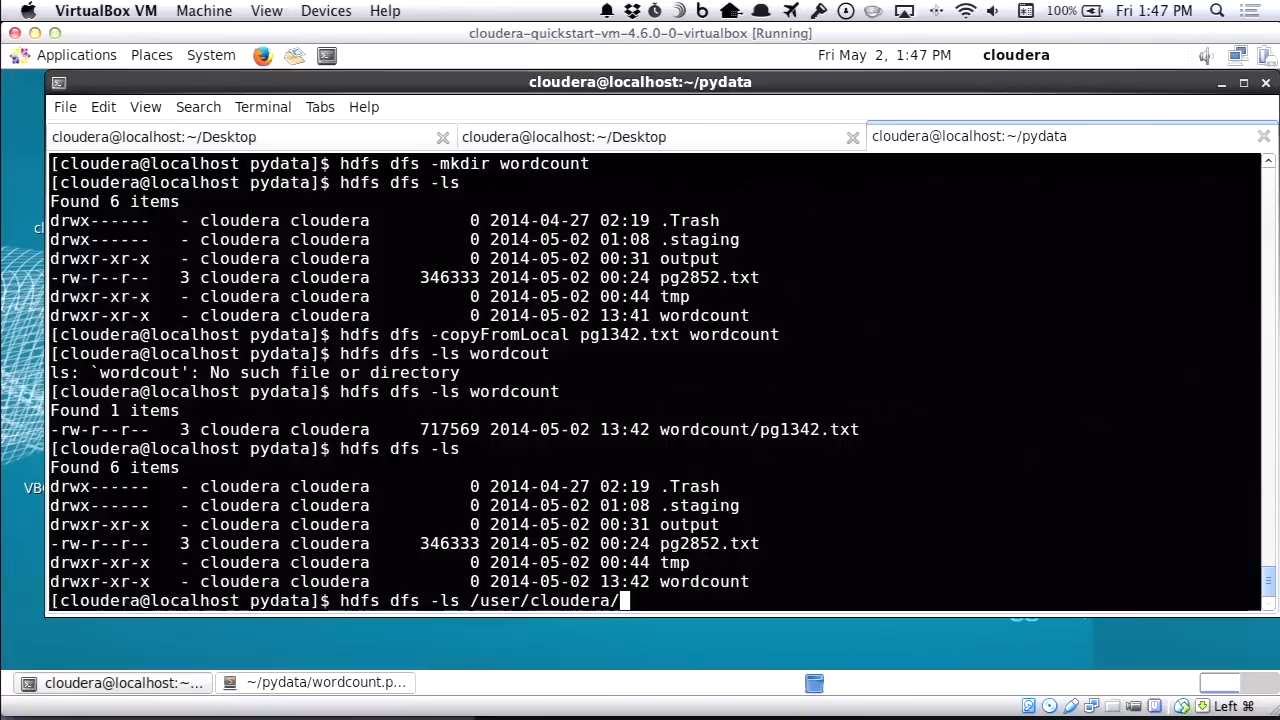 VirtualBox VM Machine View Devices Help 100% Fri 1:47 PM
cloudera-quickstart-vm-4.6.0-0-virtualbox [Running]
Applications Places System Fri May 2, 1:47 PM cloudera
cloudera@localhost:~/pydata
File Edit View Search Terminal Tabs Help
cloudera@localhost:~/Desktop cloudera@localhost:~/Desktop cloudera@localhost:~/pydata
[cloudera@localhost pydata]$ hdfs dfs -mkdir wordcount
[cloudera@localhost pydata]$ hdfs dfs -ls
Found 6 items
drwx------ - cloudera cloudera 0 2014-04-27 02:19 .Trash
drwx------ - cloudera cloudera 0 2014-05-02 01:08 .staging
drwxr-xr-x - cloudera cloudera 0 2014-05-02 00:31 output
-rw-r--r-- 3 cloudera cloudera 346333 2014-05-02 00:24 pg2852.txt
drwxr-xr-x - cloudera cloudera 0 2014-05-02 00:44 tmp
drwxr-xr-x - cloudera cloudera 0 2014-05-02 13:41 wordcount
[cloudera@localhost pydata]$ hdfs dfs -copyFromLocal pg1342.txt wordcount
[cloudera@localhost pydata]$ hdfs dfs -ls wordcout
ls: `wordcout': No such file or directory
[cloudera@localhost pydata]$ hdfs dfs -ls wordcount
Found 1 items
-rw-r--r-- 3 cloudera cloudera 717569 2014-05-02 13:42 wordcount/pg1342.txt
[cloudera@localhost pydata]$ hdfs dfs -ls
Found 6 items
drwx------ - cloudera cloudera 0 2014-04-27 02:19 .Trash
drwx------ - cloudera cloudera 0 2014-05-02 01:08 .staging
drwxr-xr-x - cloudera cloudera 0 2014-05-02 00:31 output
-rw-r--r-- 3 cloudera cloudera 346333 2014-05-02 00:24 pg2852.txt
drwxr-xr-x - cloudera cloudera 0 2014-05-02 00:44 tmp
drwxr-xr-x - cloudera cloudera 0 2014-05-02 13:42 wordcount
[cloudera@localhost pydata]$ hdfs dfs -ls /user/cloudera/
cloudera@localhost:~... ~/pydata/wordcount.p...
Left ⌘